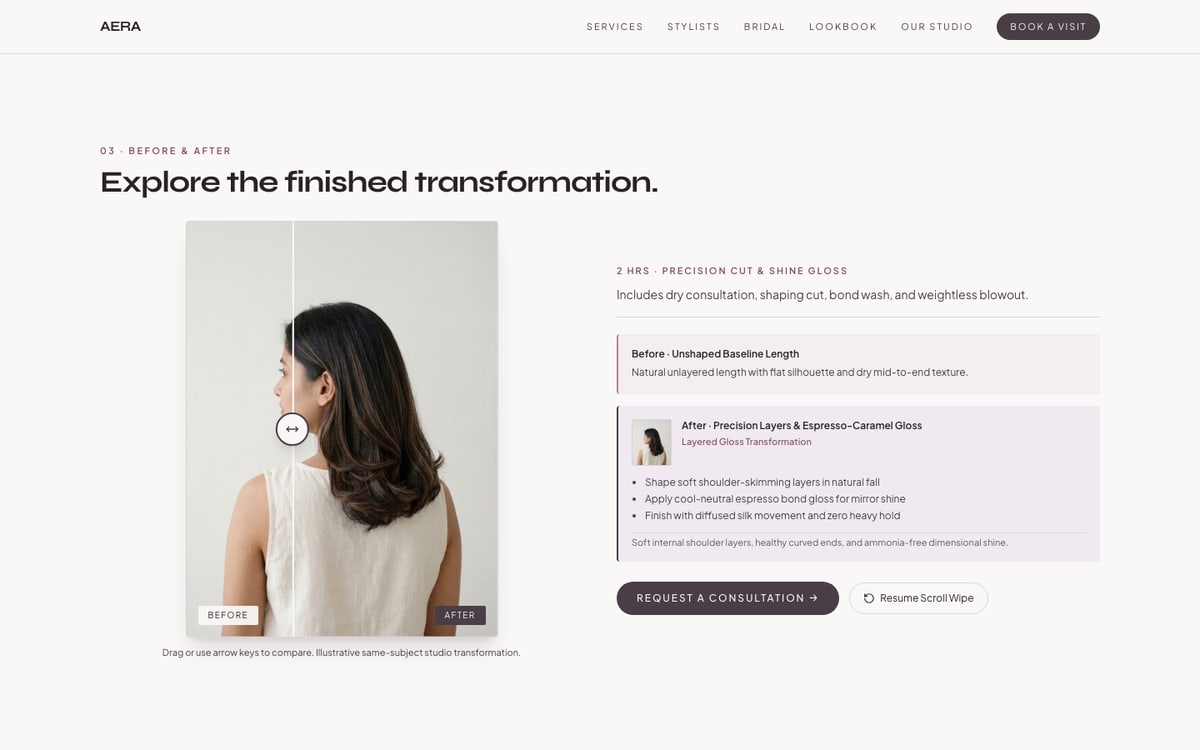 AERA
SERVICES STYLISTS BRIDAL LOOKBOOK OUR STUDIO BOOK A VISIT
03 · BEFORE & AFTER
Explore the finished transformation.
BEFORE AFTER
Drag or use arrow keys to compare. Illustrative same-subject studio transformation.
2 HRS · PRECISION CUT & SHINE GLOSS
Includes dry consultation, shaping cut, bond wash, and weightless blowout.
Before · Unshaped Baseline Length
Natural unlayered length with flat silhouette and dry mid-to-end texture.
After · Precision Layers & Espresso-Caramel Gloss
Layered Gloss Transformation
• Shape soft shoulder-skimming layers in natural fall
• Apply cool-neutral espresso bond gloss for mirror shine
• Finish with diffused silk movement and zero heavy hold
Soft internal shoulder layers, healthy curved ends, and ammonia-free dimensional shine.
REQUEST A CONSULTATION → Resume Scroll Wipe